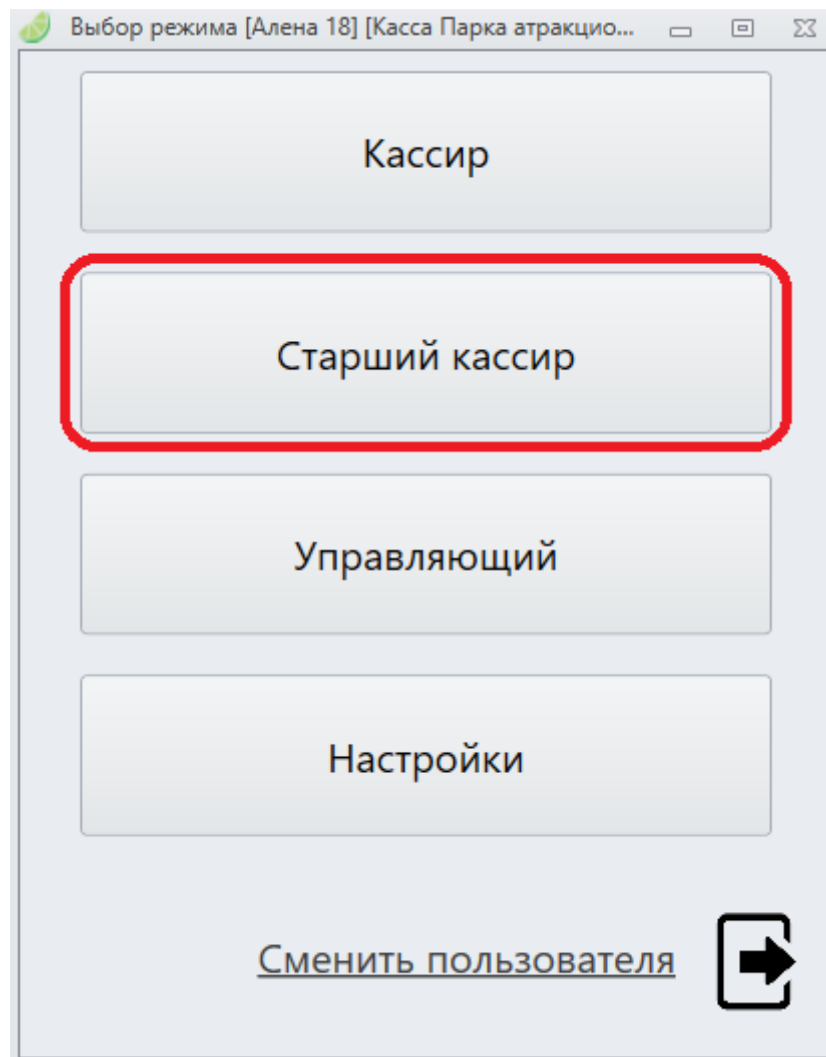 Выбор режима [Алена 18] [Касса Парка атракцио...
Кассир
Старший кассир
Управляющий
Настройки
Сменить пользователя